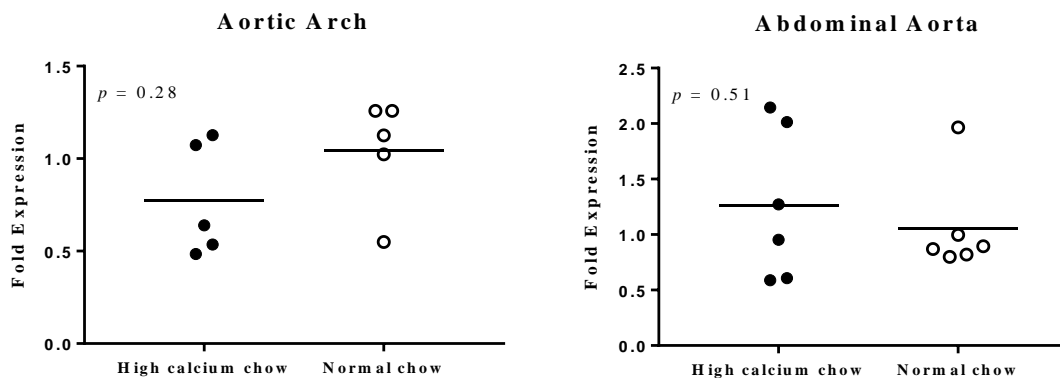 Aortic Arch
1.5
1.0
0.5
0.0
Fold Expression
p = 0.28
High calcium chow
Normal chow
Abdominal Aorta
2.5
2.0
1.5
1.0
0.5
0.0
Fold Expression
p = 0.51
High calcium chow
Normal chow